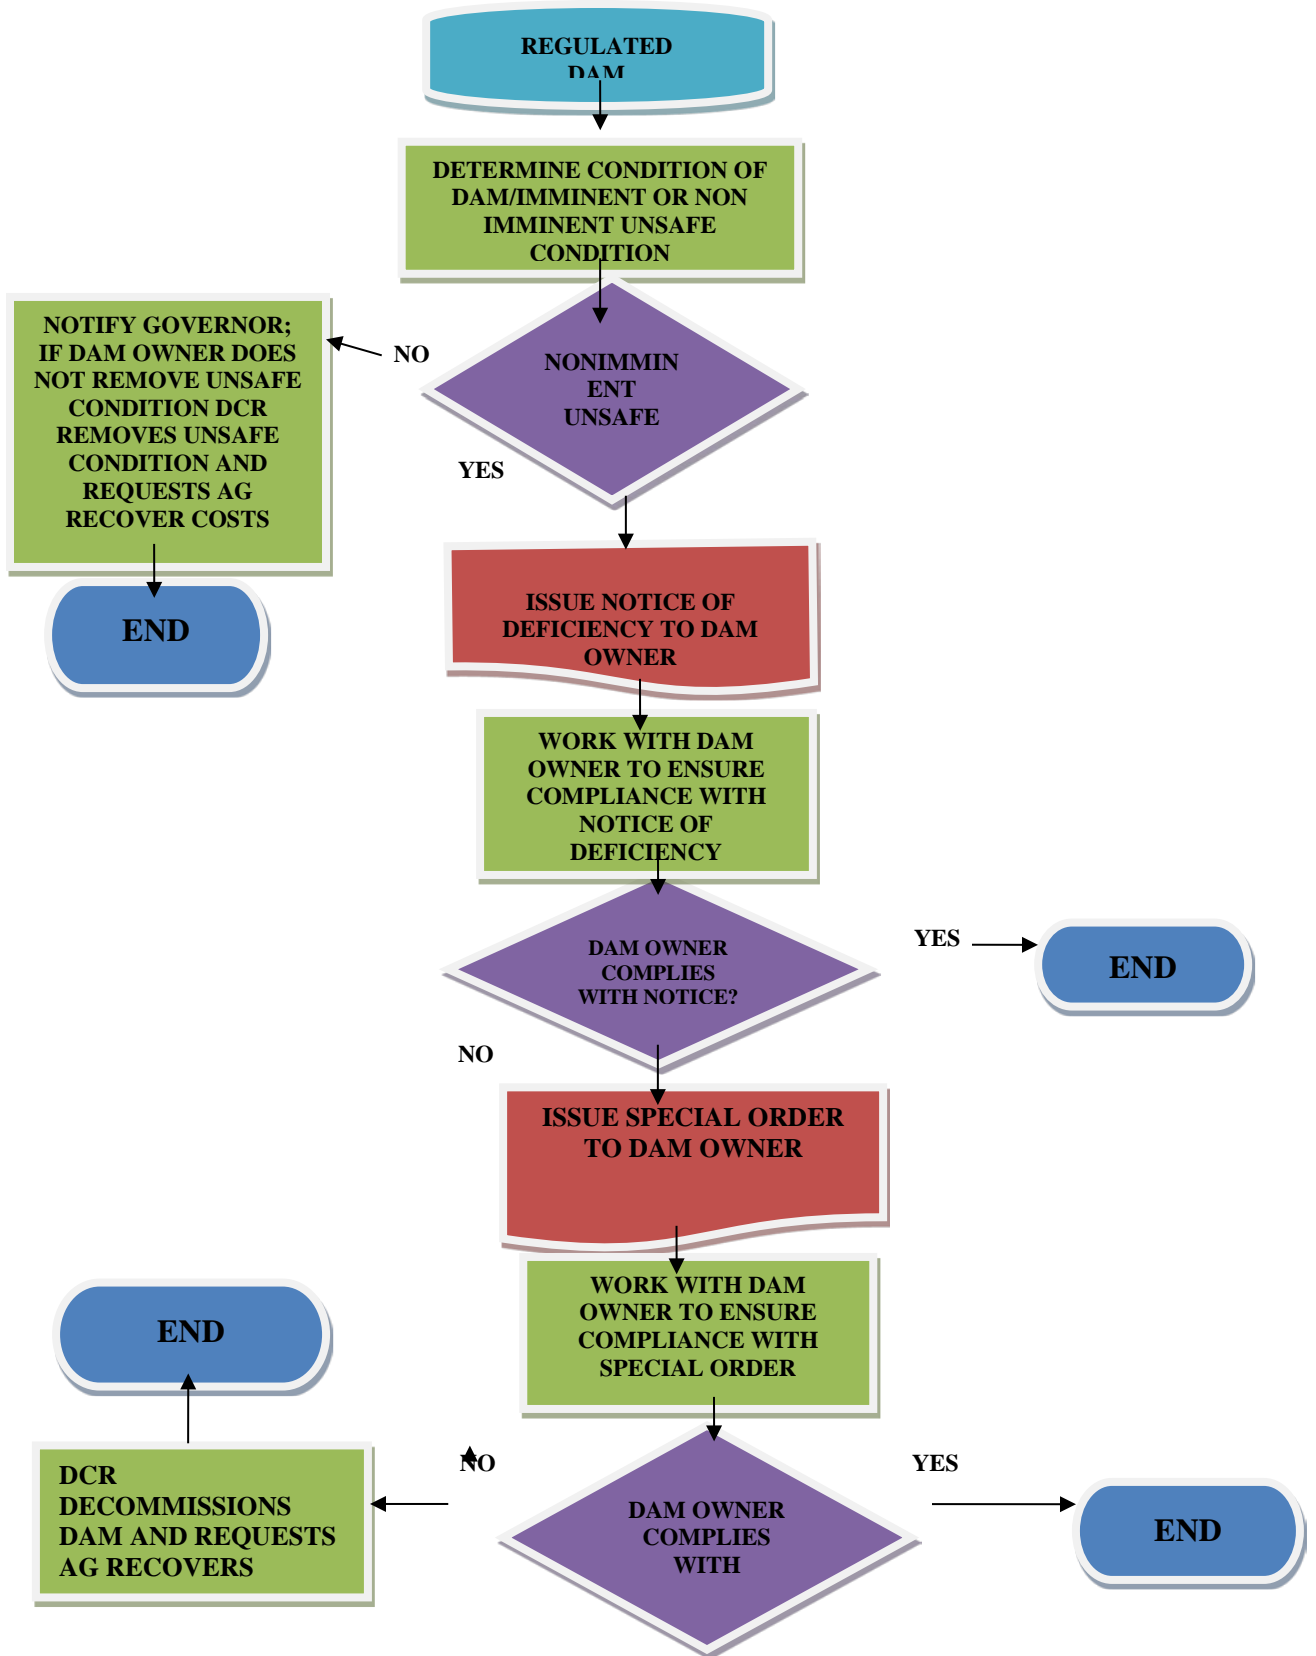 REGULATED
DAM
DETERMINE CONDITION OF
DAM/IMMINENT OR NON
IMMINENT UNSAFE
CONDITION
NOTIFY GOVERNOR;
IF DAM OWNER DOES
NOT REMOVE UNSAFE
CONDITION DCR
REMOVES UNSAFE
CONDITION AND
REQUESTS AG
RECOVER COSTS
NO
NONIMMIN
ENT
UNSAFE
YES
END
ISSUE NOTICE OF
DEFICIENCY TO DAM
OWNER
WORK WITH DAM
OWNER TO ENSURE
COMPLIANCE WITH
NOTICE OF
DEFICIENCY
DAM OWNER
COMPLIES
WITH NOTICE?
YES
END
NO
ISSUE SPECIAL ORDER
TO DAM OWNER
WORK WITH DAM
OWNER TO ENSURE
COMPLIANCE WITH
SPECIAL ORDER
END
DCR
DECOMMISSIONS
DAM AND REQUESTS
AG RECOVERS
NO
DAM OWNER
COMPLIES
WITH
YES
END